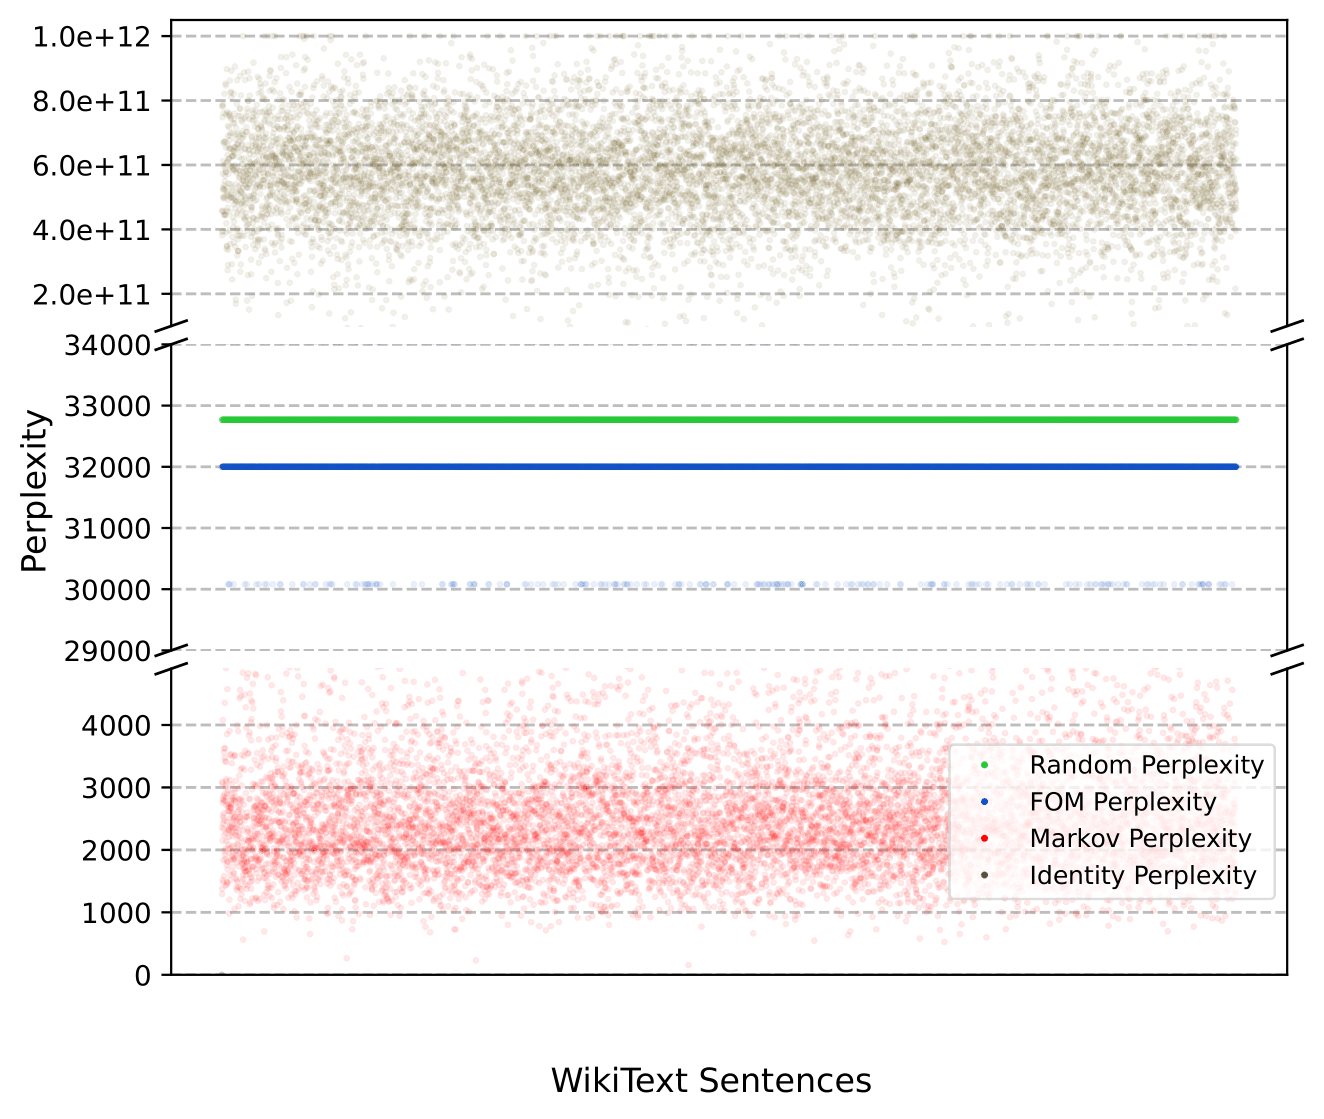 1.0e+12
8.0e+11
6.0e+11
4.0e+11
2.0e+11
34000
33000
32000
31000
30000
29000
4000
3000
2000
1000
0
Perplexity
Random Perplexity
FOM Perplexity
Markov Perplexity
Identity Perplexity
WikiText Sentences